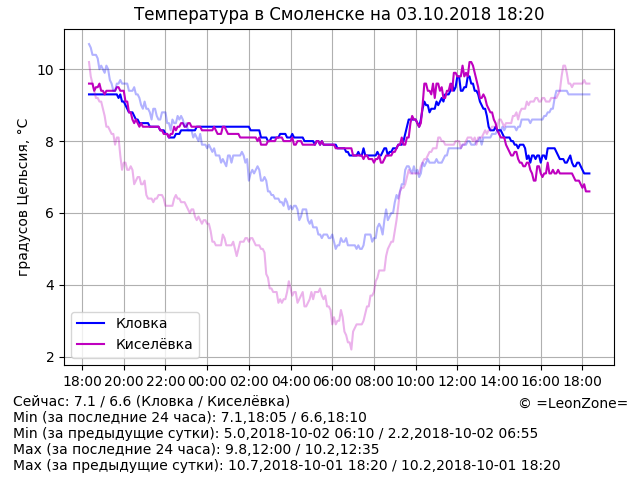 Температура в Смоленске на 03.10.2018 18:20
градусов Цельсия, °C
10
8
6
4
2
Кловка
Киселёвка
18:00 20:00 22:00 00:00 02:00 04:00 06:00 08:00 10:00 12:00 14:00 16:00 18:00
Сейчас: 7.1 / 6.6 (Кловка / Киселёвка)
© =LeonZone=
Min (за последние 24 часа): 7.1,18:05 / 6.6,18:10
Min (за предыдущие сутки): 5.0,2018-10-02 06:10 / 2.2,2018-10-02 06:55
Max (за последние 24 часа): 9.8,12:00 / 10.2,12:35
Max (за предыдущие сутки): 10.7,2018-10-01 18:20 / 10.2,2018-10-01 18:20